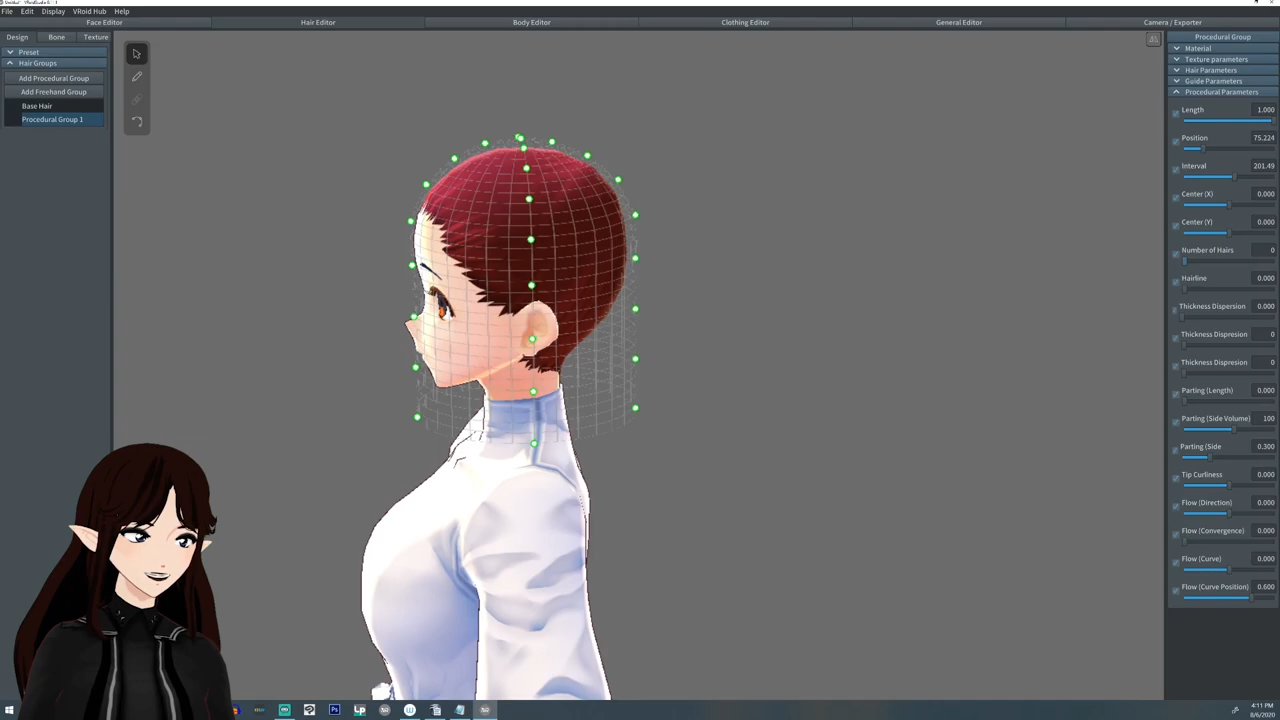 File Edit Display VRoid Hub Help
Face Editor Hair Editor Body Editor Clothing Editor General Editor Camera / Exporter
Design Bone Texture
Preset
Hair Groups
Add Procedural Group
Add Freehand Group
Base Hair
Procedural Group 1
Procedural Group
Material
Texture parameters
Hair Parameters
Guide Parameters
Procedural Parameters
Length 1.000
Position 75.224
Interval 201.49
Center (X) 0.000
Center (Y) 0.000
Number of Hairs 0
Hairline 0.000
Thickness Dispersion 0.000
Thickness Dispresion 0
Thickness Dispresion 0
Parting (Length) 0.000
Parting (Side Volume) 100
Parting (Side 0.300
Tip Curliness 0.000
Flow (Direction) 0.000
Flow (Convergence) 0.000
Flow (Curve) 0.000
Flow (Curve Position) 0.600
Ps
4:11 PM
8/6/2020